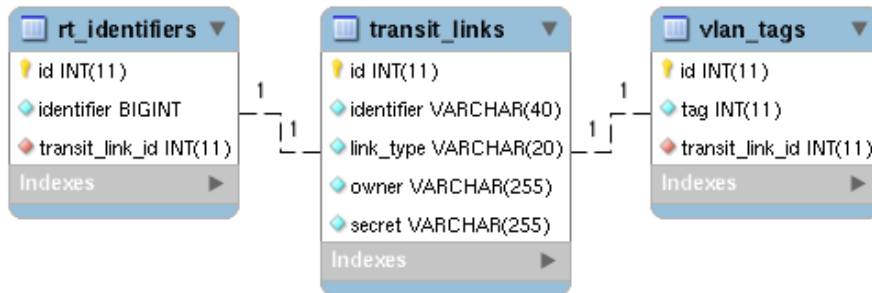 rt_identifiers
id INT(11)
identifier BIGINT
transit_link_id INT(11)
Indexes
1
1
transit_links
id INT(11)
identifier VARCHAR(40)
link_type VARCHAR(20)
owner VARCHAR(255)
secret VARCHAR(255)
Indexes
1
1
vlan_tags
id INT(11)
tag INT(11)
transit_link_id INT(11)
Indexes